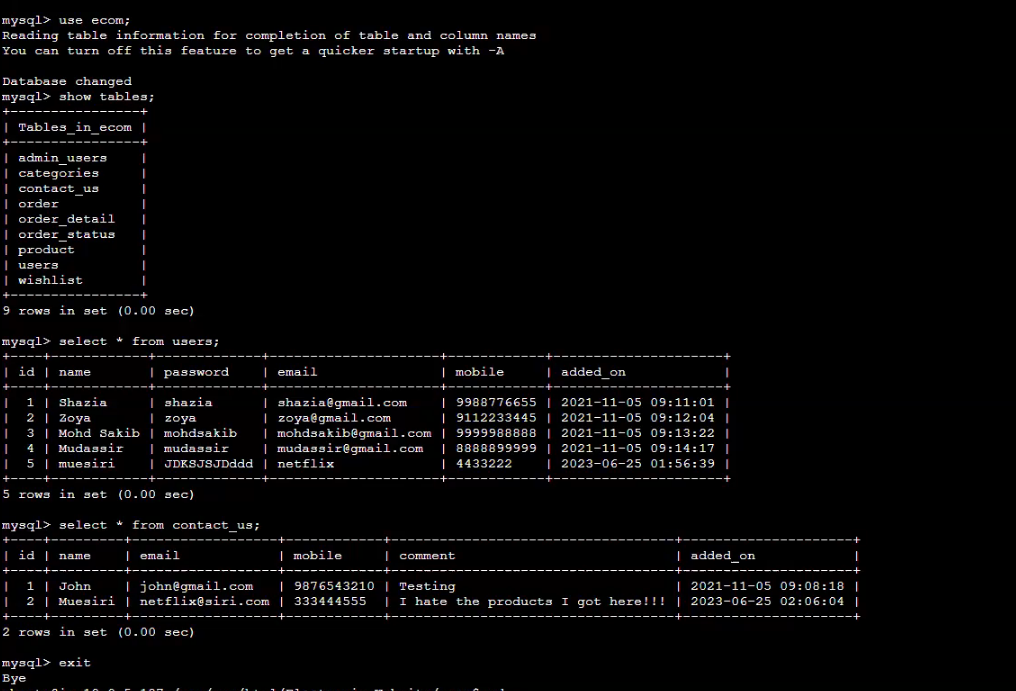 mysql> use ecom;
Reading table information for completion of table and column names
You can turn off this feature to get a quicker startup with -A
Database changed
mysql> show tables;
+----------------+
| Tables_in_ecom |
+----------------+
| admin_users    |
| categories     |
| contact_us     |
| order          |
| order_detail   |
| order_status   |
| product        |
| users          |
| wishlist       |
+----------------+
9 rows in set (0.00 sec)
mysql> select * from users;
+----+------------+-------------+---------------------+------------+---------------------+
| id | name       | password    | email               | mobile     | added_on            |
+----+------------+-------------+---------------------+------------+---------------------+
|  1 | Shazia     | shazia      | shazia@gmail.com    | 9988776655 | 2021-11-05 09:11:01 |
|  2 | Zoya       | zoya        | zoya@gmail.com      | 9112233445 | 2021-11-05 09:12:04 |
|  3 | Mohd Sakib | mohdsakib   | mohdsakib@gmail.com | 9999988888 | 2021-11-05 09:13:22 |
|  4 | Mudassir   | mudassir    | mudassir@gmail.com  | 8888899999 | 2021-11-05 09:14:17 |
|  5 | muesiri    | JDKSJSJDddd | netflix             | 4433222    | 2023-06-25 01:56:39 |
+----+------------+-------------+---------------------+------------+---------------------+
5 rows in set (0.00 sec)
mysql> select * from contact_us;
+----+---------+------------------+------------+-----------------------------------+---------------------+
| id | name    | email            | mobile     | comment                           | added_on            |
+----+---------+------------------+------------+-----------------------------------+---------------------+
|  1 | John    | john@gmail.com   | 9876543210 | Testing                           | 2021-11-05 09:08:18 |
|  2 | Muesiri | netflix@siri.com | 333444555  | I hate the products I got here!!! | 2023-06-25 02:06:04 |
+----+---------+------------------+------------+-----------------------------------+---------------------+
2 rows in set (0.00 sec)
mysql> exit
Bye